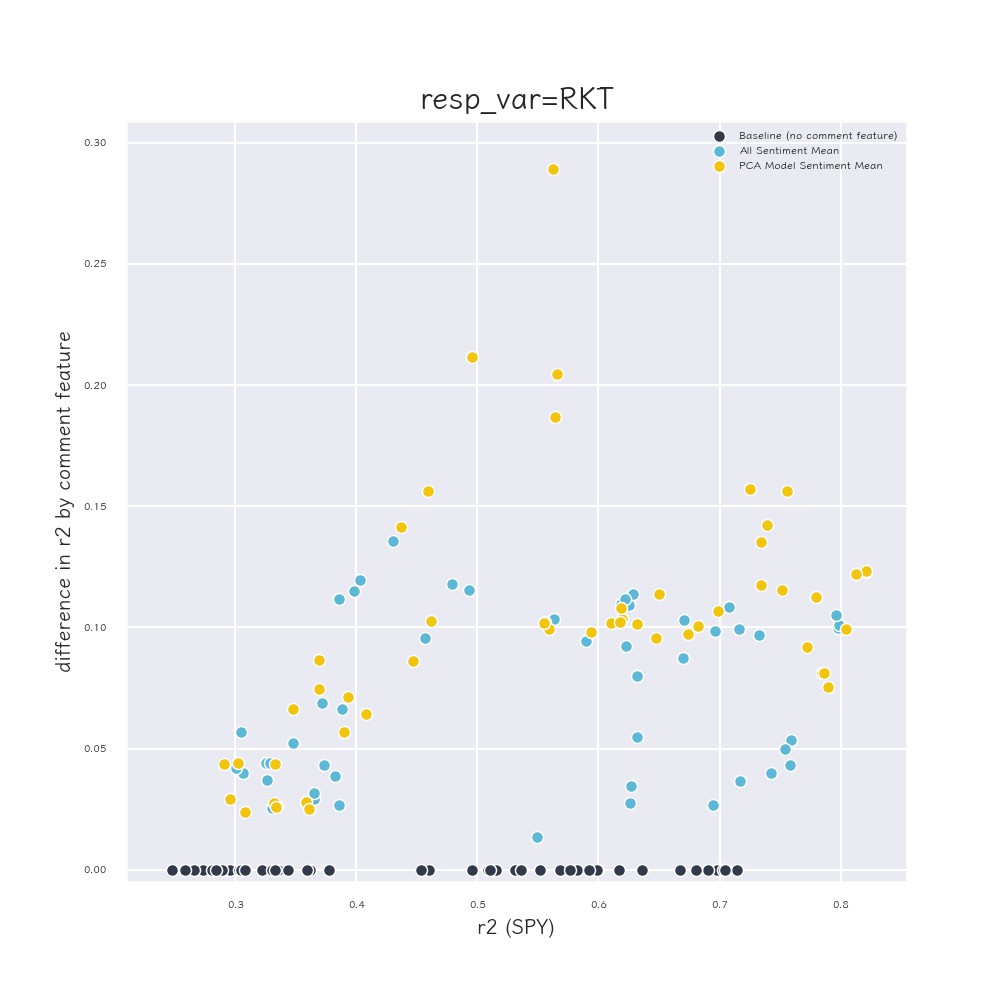 resp_var=RKT
Baseline (no comment feature)
All Sentiment Mean
PCA Model Sentiment Mean
0.30
0.25
0.20
0.15
0.10
0.05
0.00
difference in r2 by comment feature
0.3 0.4 0.5 0.6 0.7 0.8
r2 (SPY)